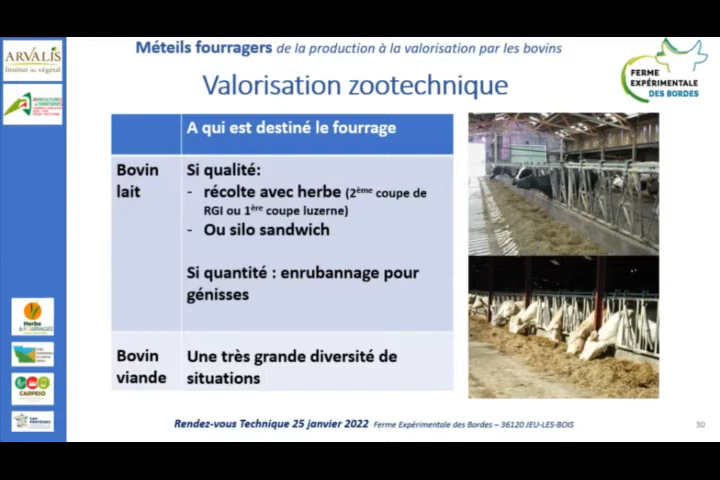 Méteils fourragers de la production à la valorisation par les bovins
ARVALIS
Institut du végétal
FERME
EXPÉRIMENTALE
DES BORDES
Valorisation zootechnique
A qui est destiné le fourrage
Bovin
lait
Si qualité:
- récolte avec herbe (2ème coupe de
RGI ou 1ère coupe luzerne)
- Ou silo sandwich
Si quantité : enrubannage pour
génisses
Bovin
viande
Une très grande diversité de
situations
Herbe
& FOURRAGES
CARPESO
Rendez-vous Technique 25 janvier 2022 Ferme Expérimentale des Bordes – 36120 JEU-LES-BOIS
30